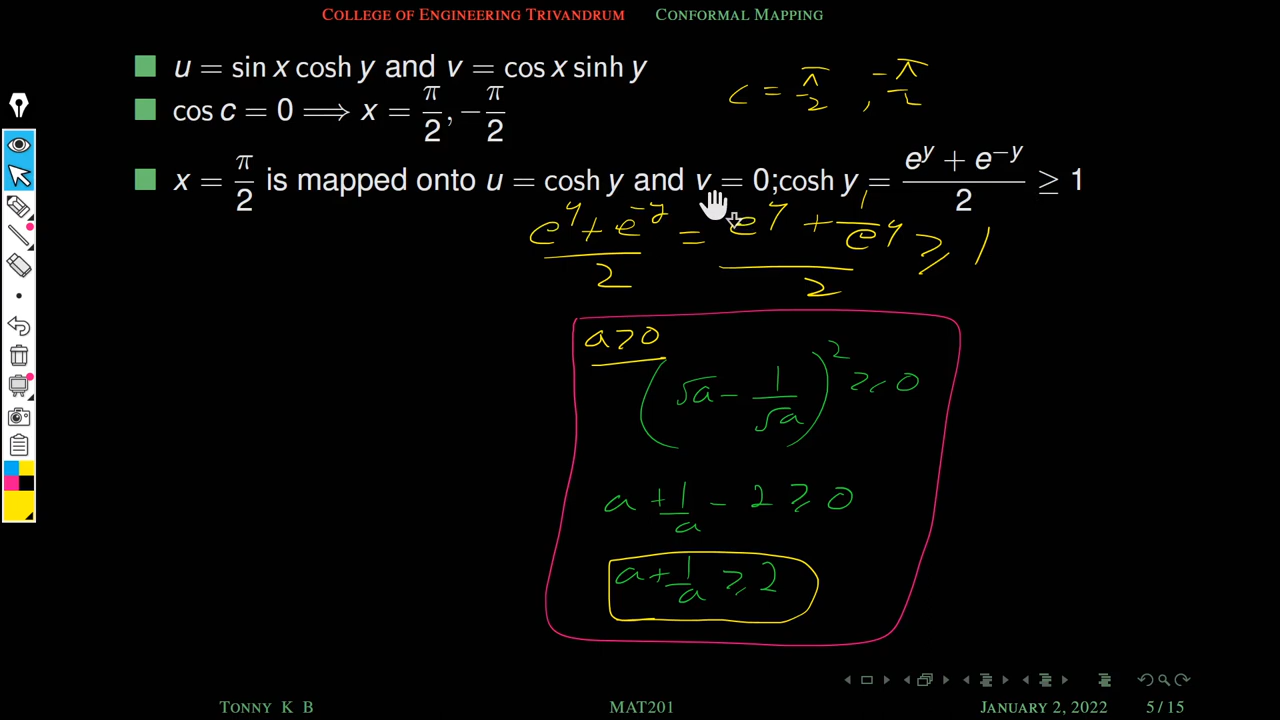 COLLEGE OF ENGINEERING TRIVANDRUM CONFORMAL MAPPING
u = sin x cosh y and v = cos x sinh y
c = π/2, -π/2
cos c = 0 ⟹ x = π/2, −π/2
x = π/2 is mapped onto u = cosh y and v = 0;cosh y = (e^y + e^−y)/2 ≥ 1
(e^y + e^-y)/2 = (e^y + 1/e^y)/2 ≥ 1
a>0
(√a - 1/√a)^2 ≥ 0
a + 1/a - 2 ≥ 0
a + 1/a ≥ 2
TONNY K B MAT201 JANUARY 2, 2022 5 / 15